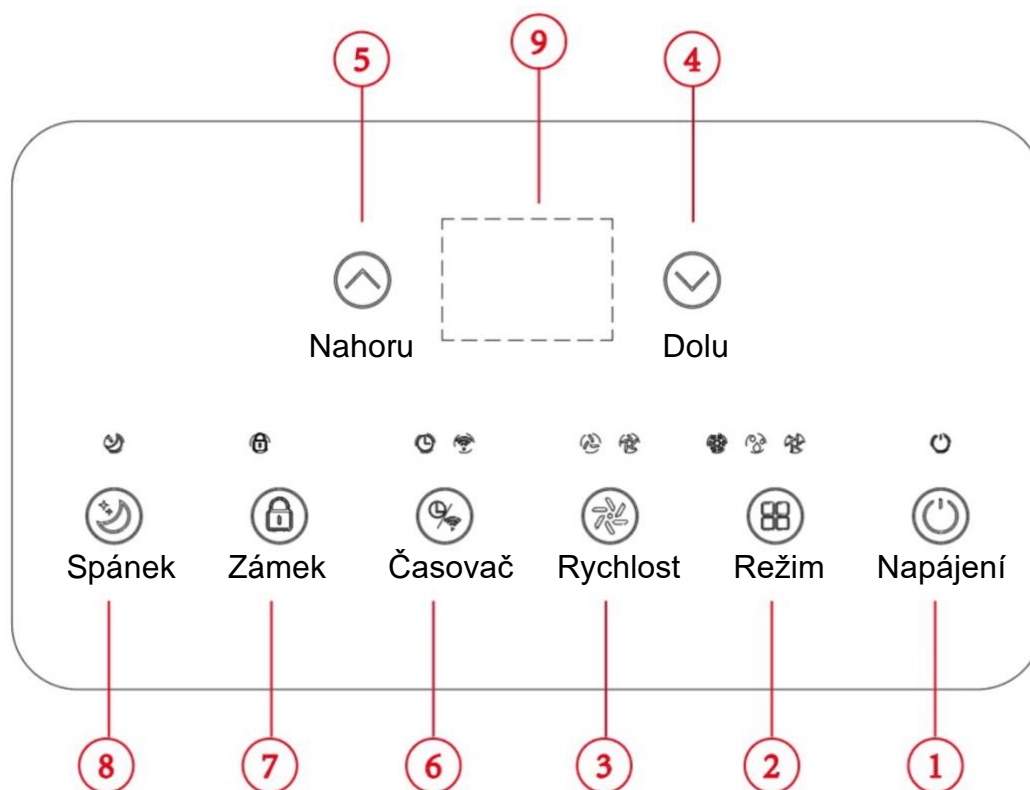 5 9 4
Nahoru Dolu
Spánek Zámek Časovač Rychlost Režim Napájení
8 7 6 3 2 1